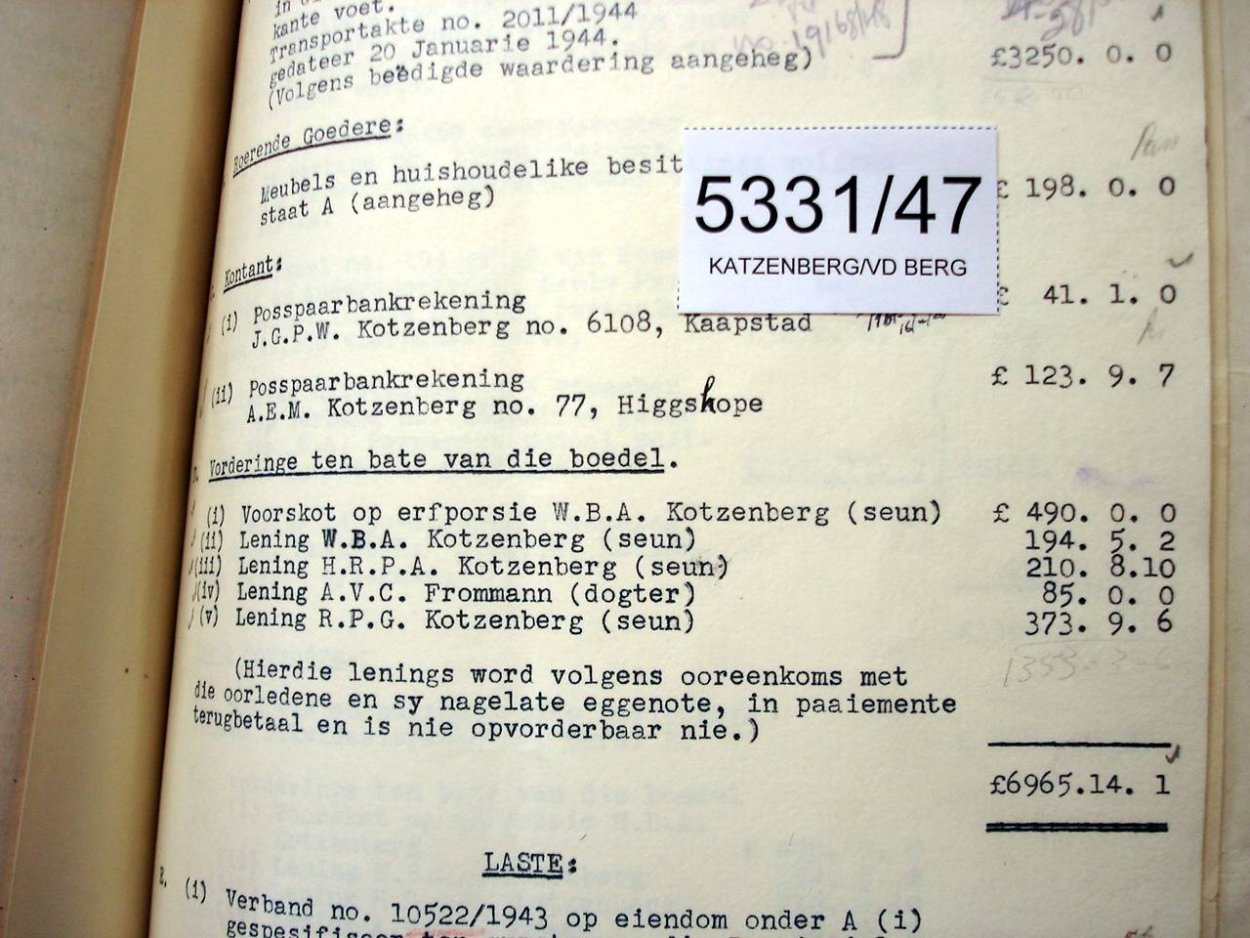 kante voet.
Transportakte no. 2011/1944
gedateer 20 Januarie 1944.
(Volgens beëdigde waardering aangeheg) £3250. 0. 0
Roerende Goedere:
Meubels en huishoudelike besit
staat A (aangeheg) £ 198. 0. 0
5331/47
KATZENBERG/VD BERG
Kontant:
(i) Posspaarbankrekening £ 41. 1. 0
J.G.P.W. Kotzenberg no. 6108, Kaapstad
(ii) Posspaarbankrekening £ 123. 9. 7
A.E.M. Kotzenberg no. 77, Higgshope
Vorderinge ten bate van die boedel.
(i) Voorskot op erfporsie W.B.A. Kotzenberg (seun) £ 490. 0. 0
(ii) Lening W.B.A. Kotzenberg (seun) 194. 5. 2
(iii) Lening H.R.P.A. Kotzenberg (seun) 210. 8.10
(iv) Lening A.V.C. Frommann (dogter) 85. 0. 0
(v) Lening R.P.G. Kotzenberg (seun) 373. 9. 6
(Hierdie lenings word volgens ooreenkoms met
die oorledene en sy nagelate eggenote, in paaiemente
terugbetaal en is nie opvorderbaar nie.)
£6965.14. 1
LASTE:
(i) Verband no. 10522/1943 op eiendom onder A (i)
gespesifiseer